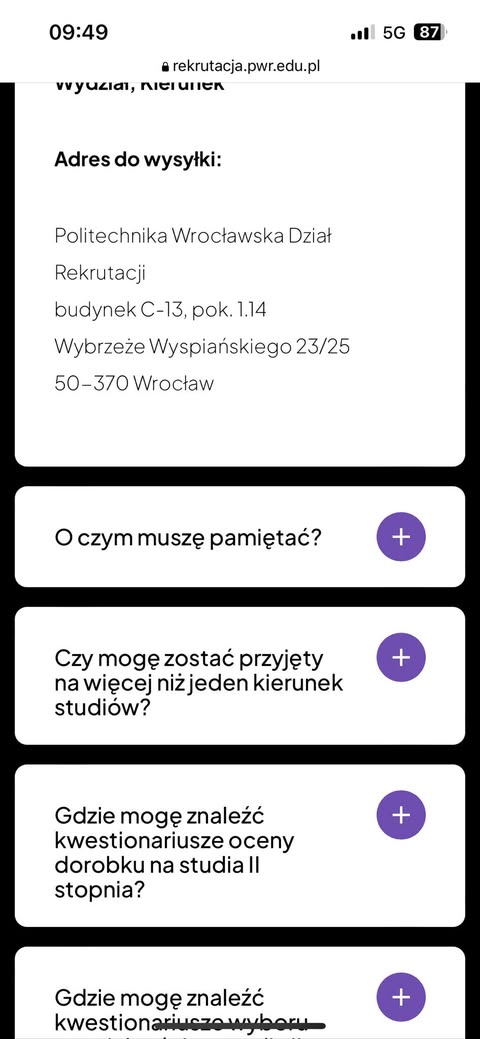 09:49
5G 87
rekrutacja.pwr.edu.pl
Wydział, Kierunek
Adres do wysyłki:
Politechnika Wrocławska Dział
Rekrutacji
budynek C-13, pok. 1.14
Wybrzeże Wyspiańskiego 23/25
50–370 Wrocław
O czym muszę pamiętać?
Czy mogę zostać przyjęty
na więcej niż jeden kierunek
studiów?
Gdzie mogę znaleźć
kwestionariusze oceny
dorobku na studia II
stopnia?
Gdzie mogę znaleźć
kwestionariusze wyboru